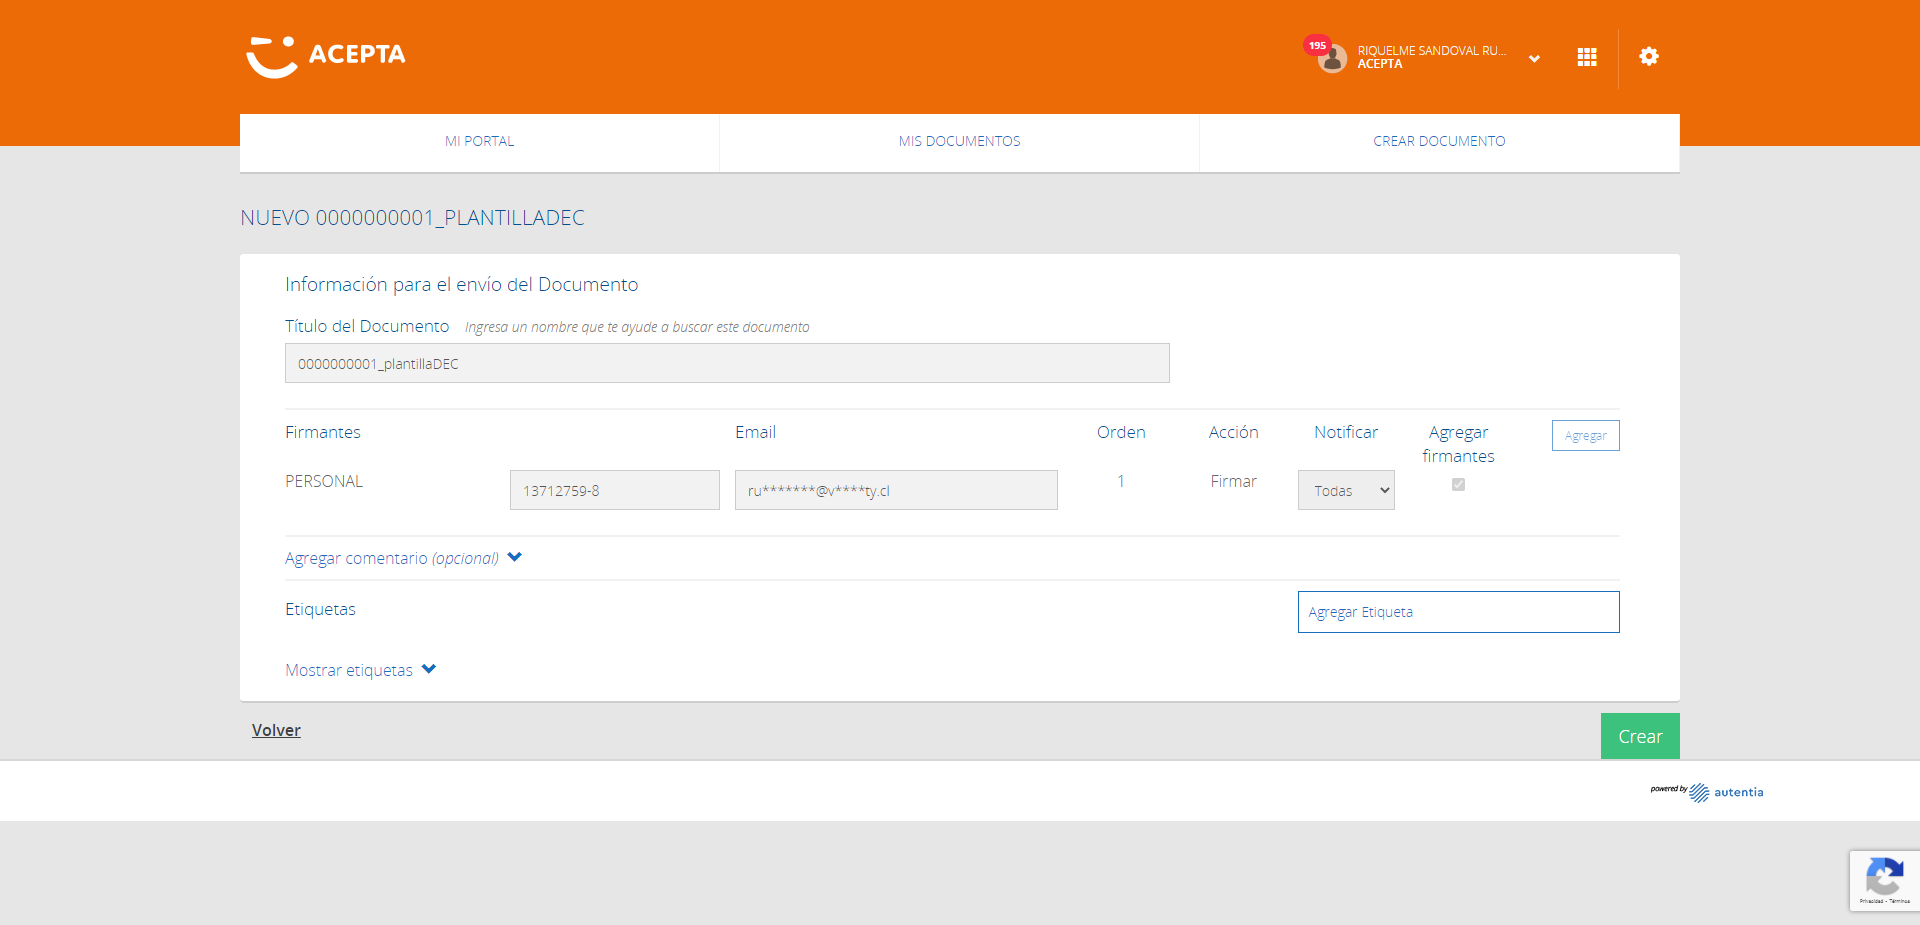 ACEPTA
195
RIQUELME SANDOVAL RU...
ACEPTA
MI PORTAL
MIS DOCUMENTOS
CREAR DOCUMENTO
NUEVO 0000000001_PLANTILLADEC
Información para el envío del Documento
Título del Documento Ingresa un nombre que te ayude a buscar este documento
0000000001_plantillaDEC
Firmantes Email Orden Acción Notificar Agregar firmantes Agregar
PERSONAL 13712759-8 ru*******@v****ty.cl 1 Firmar Todas
Agregar comentario (opcional)
Etiquetas Agregar Etiqueta
Mostrar etiquetas
Volver Crear
powered by autentia
Privacidad - Términos